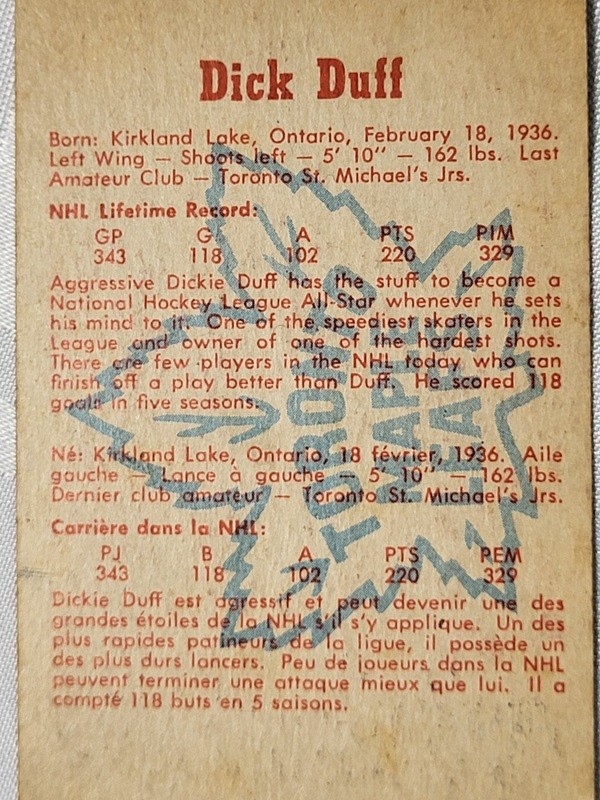 Dick Duff
Born: Kirkland Lake, Ontario, February 18, 1936.
Left Wing — Shoots left — 5' 10" — 162 lbs. Last
Amateur Club — Toronto St. Michael's Jrs.
NHL Lifetime Record:
GP G A PTS PIM
343 118 102 220 329
Aggressive Dickie Duff has the stuff to become a
National Hockey League All-Star whenever he sets
his mind to it. One of the speediest skaters in the
League and owner of one of the hardest shots.
There are few players in the NHL today who can
finish off a play better than Duff. He scored 118
goals in five seasons.
Né: Kirkland Lake, Ontario, 18 février, 1936. Aile
gauche — Lance à gauche — 5' 10" — 162 lbs.
Dernier club amateur — Toronto St. Michael's Jrs.
Carrière dans la NHL:
PJ B A PTS PEM
343 118 102 220 329
Dickie Duff est agressif et peut devenir une des
grandes étoiles de la NHL s'il s'y applique. Un des
plus rapides patineurs de la ligue, il possède un
des plus durs lancers. Peu de joueurs dans la NHL
peuvent terminer une attaque mieux que lui. Il a
compté 118 buts en 5 saisons.
TORONTO
MAPLE
LEAF